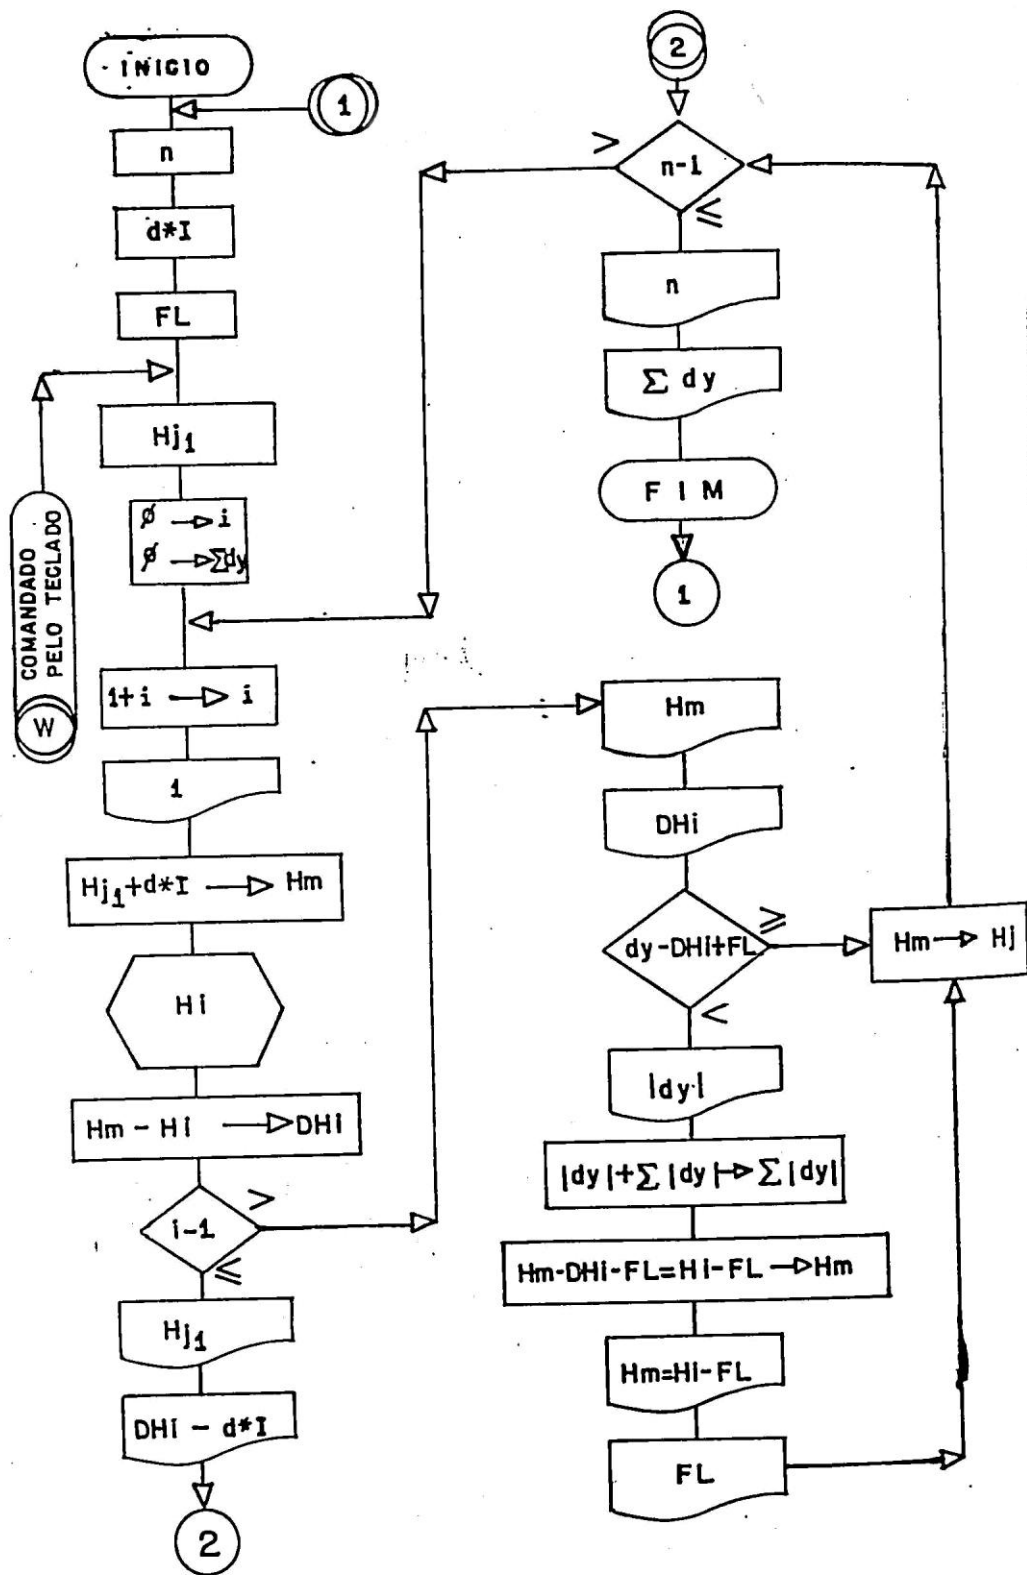 INICIO
1
n
d*I
FL
Hj1
ø → i
ø → Σdy
COMANDADO
PELO TECLADO
W
1+i → i
1
Hj1+d*I → Hm
Hi
Hm - Hi → DHi
i-1
>
≤
Hj1
DHi - d*I
2
2
n-i
>
≤
n
Σ dy
FIM
1
Hm
DHi
dy-DHi+FL
≥
<
Hm → Hj
|dy|
|dy|+Σ|dy|→Σ|dy|
Hm-DHi-FL=Hi-FL→Hm
Hm=Hi-FL
FL